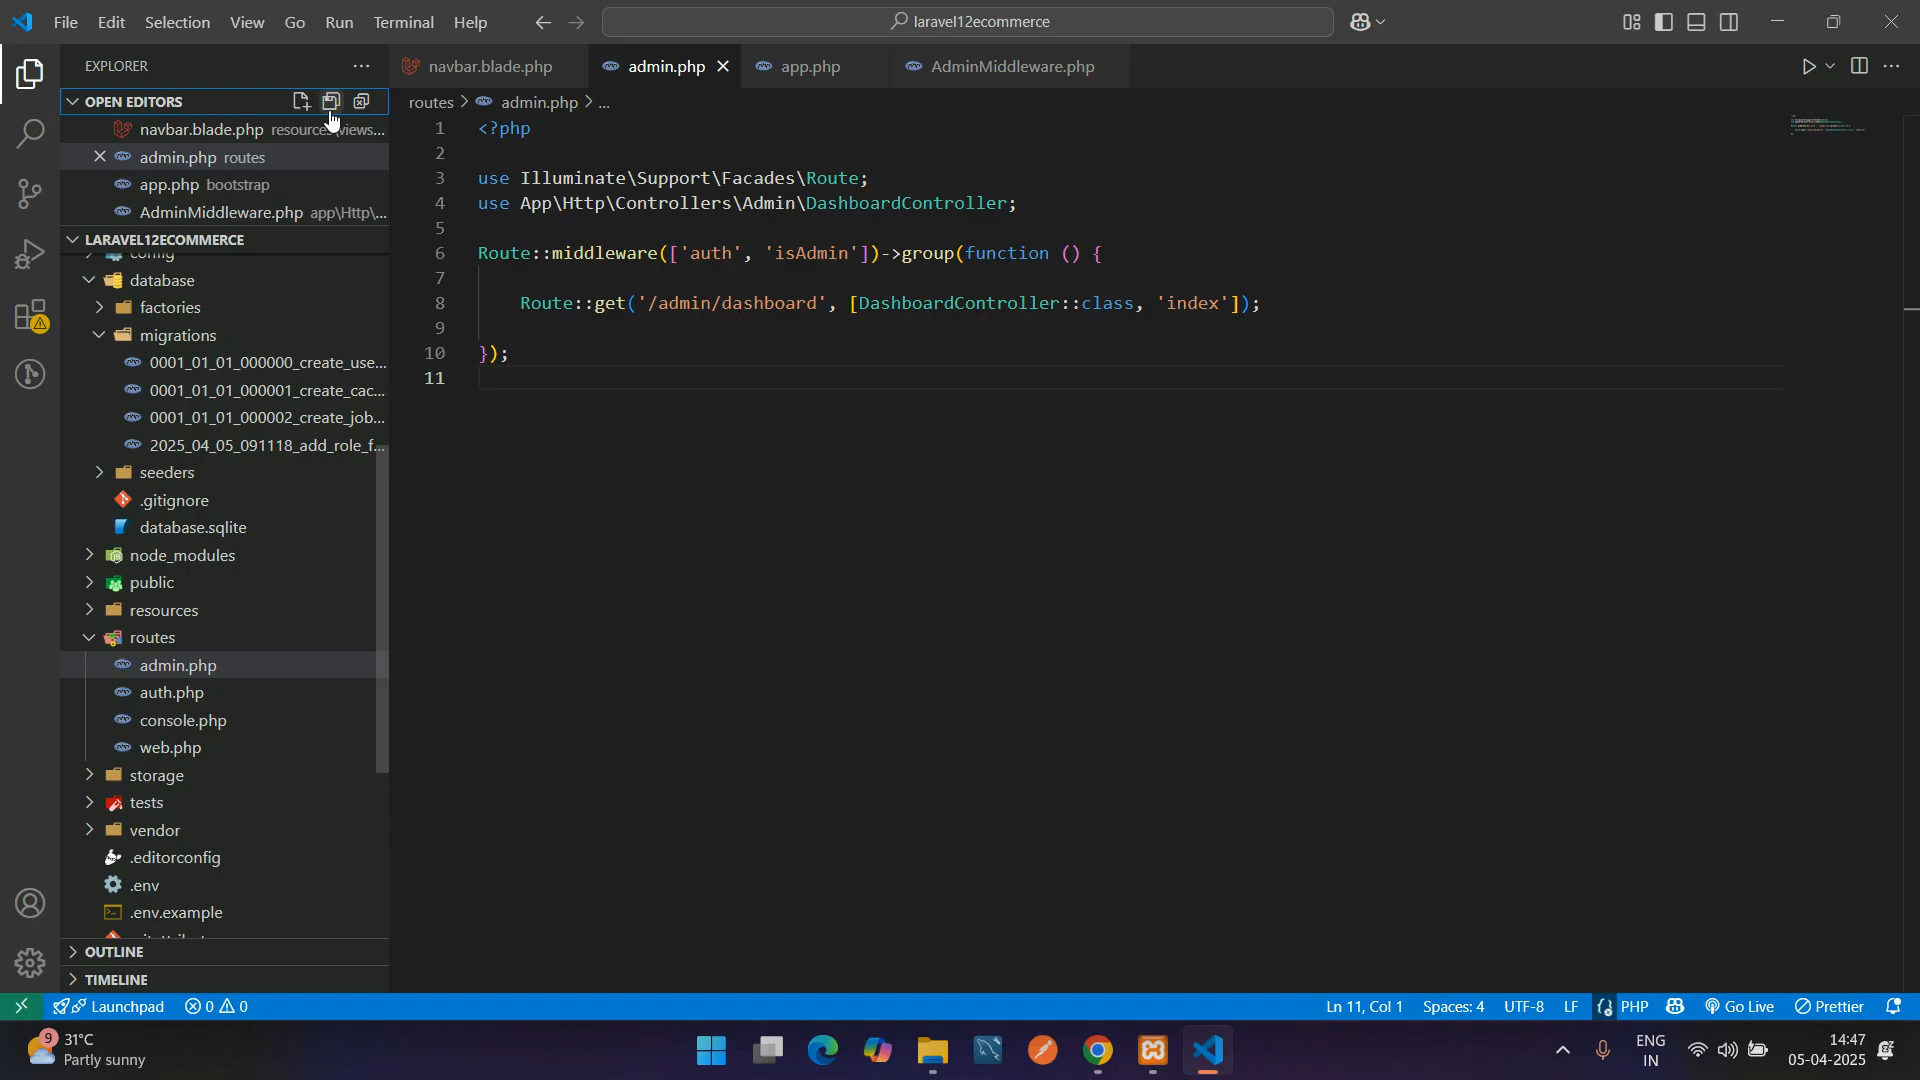 File Edit Selection View Go Run Terminal Help
laravel12ecommerce
EXPLORER
OPEN EDITORS
navbar.blade.php resources\views...
admin.php routes
app.php bootstrap
AdminMiddleware.php app\Http\...
LARAVEL12ECOMMERCE
config
database
factories
migrations
0001_01_01_000000_create_use...
0001_01_01_000001_create_cac...
0001_01_01_000002_create_job...
2025_04_05_091118_add_role_f...
seeders
.gitignore
database.sqlite
node_modules
public
resources
routes
admin.php
auth.php
console.php
web.php
storage
tests
vendor
.editorconfig
.env
.env.example
OUTLINE
TIMELINE
navbar.blade.php admin.php app.php AdminMiddleware.php
routes > admin.php > ...
1 <?php
2
3 use Illuminate\Support\Facades\Route;
4 use App\Http\Controllers\Admin\DashboardController;
5
6 Route::middleware(['auth', 'isAdmin'])->group(function () {
7
8 Route::get('/admin/dashboard', [DashboardController::class, 'index']);
9
10 });
11
Launchpad 0 0 Ln 11, Col 1 Spaces: 4 UTF-8 LF PHP Go Live Prettier
9 31°C
Partly sunny
ENG
IN
14:47
05-04-2025